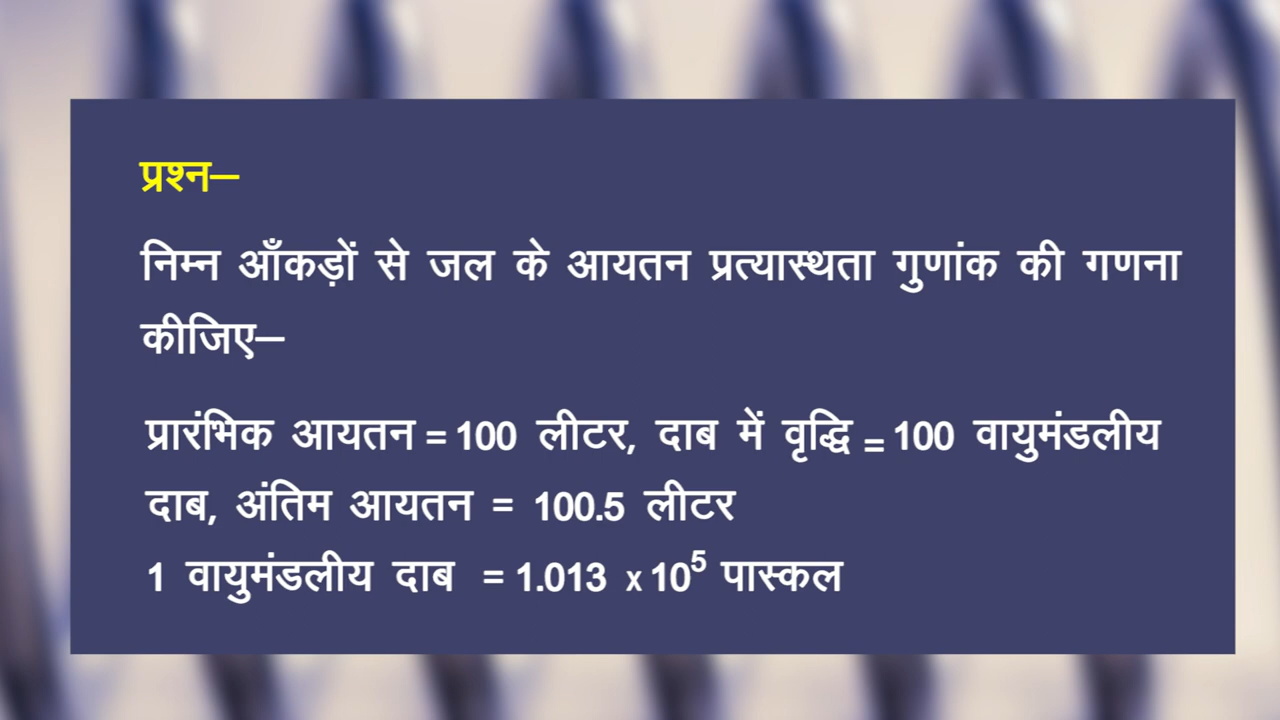 प्रश्न–
निम्न आँकड़ों से जल के आयतन प्रत्यास्थता गुणांक की गणना
कीजिए–
प्रारंभिक आयतन = 100 लीटर, दाब में वृद्धि = 100 वायुमंडलीय
दाब, अंतिम आयतन = 100.5 लीटर
1 वायुमंडलीय दाब = 1.013 x 10⁵ पास्कल